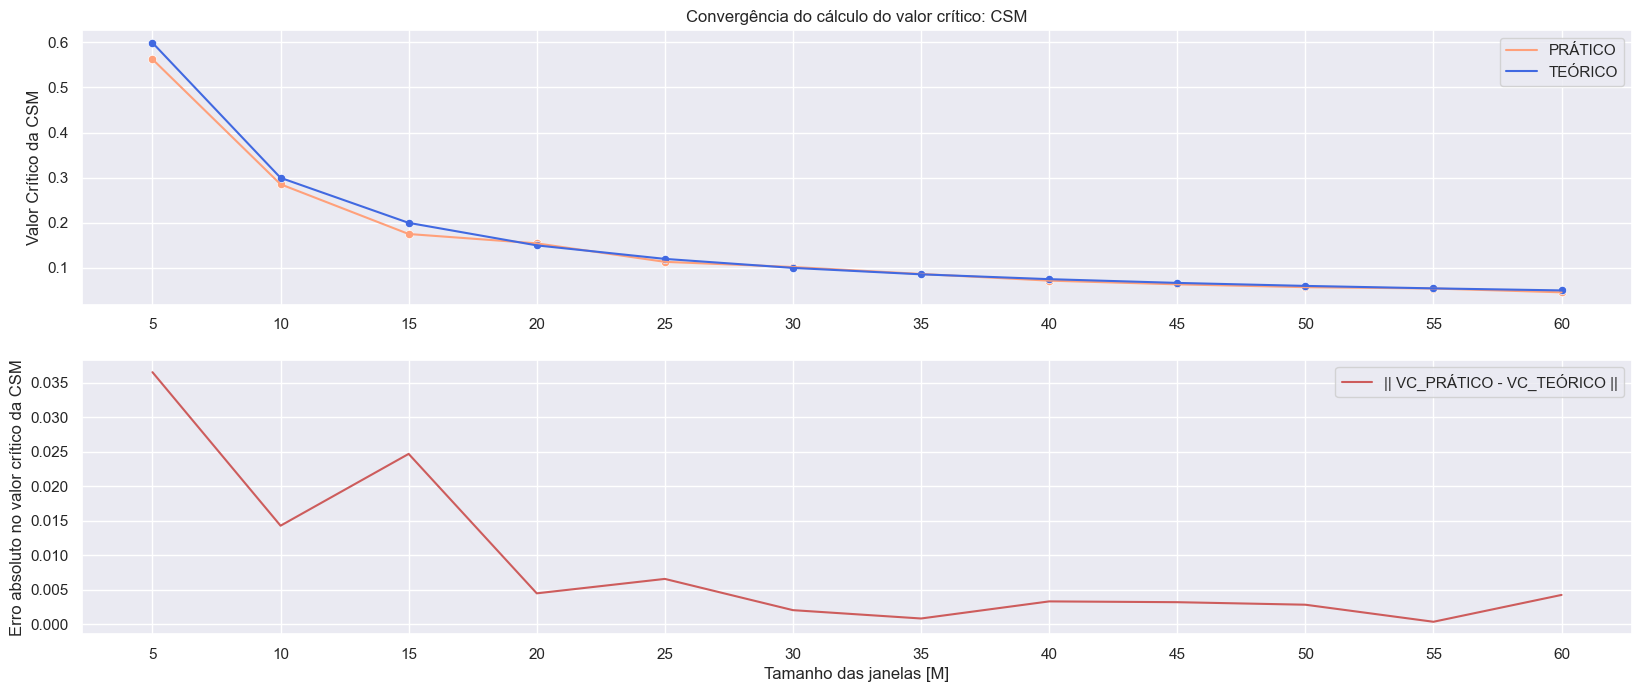 Convergência do cálculo do valor crítico: CSM
Valor Crítico da CSM
0.6
0.5
0.4
0.3
0.2
0.1
PRÁTICO
TEÓRICO
5 10 15 20 25 30 35 40 45 50 55 60
Erro absoluto no valor crítico da CSM
0.035
0.030
0.025
0.020
0.015
0.010
0.005
0.000
|| VC_PRÁTICO - VC_TEÓRICO ||
5 10 15 20 25 30 35 40 45 50 55 60
Tamanho das janelas [M]